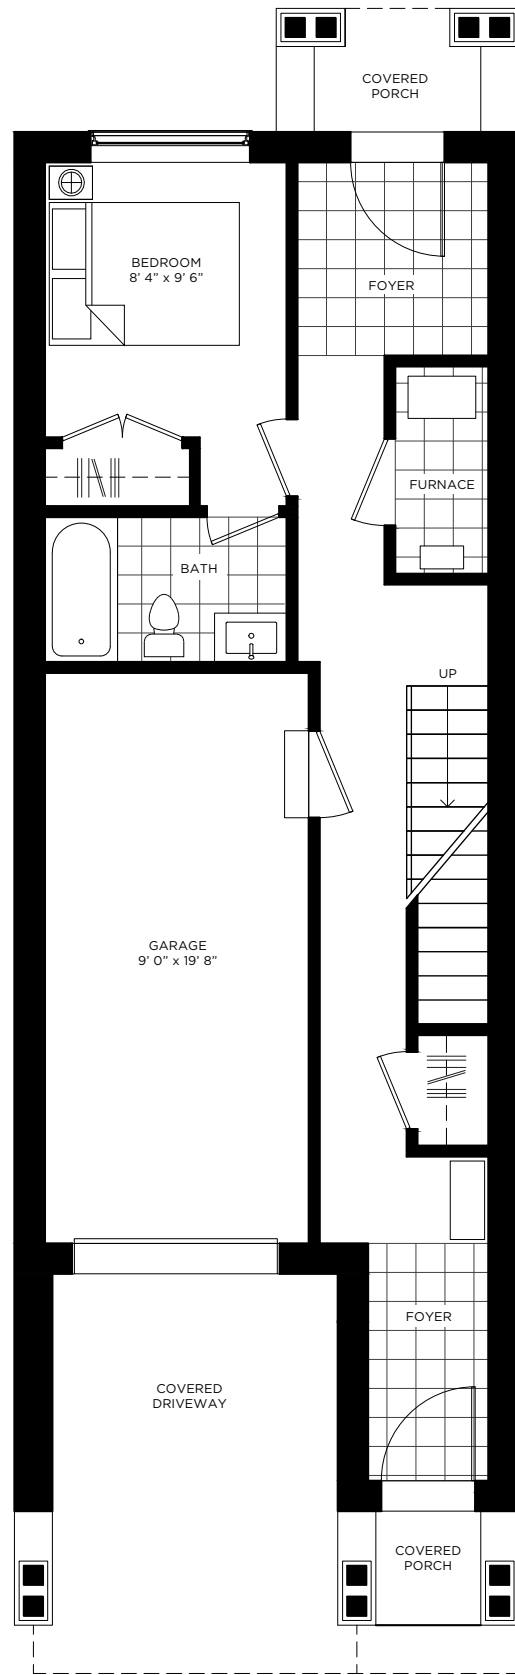 COVERED
PORCH
BEDROOM
8' 4" x 9' 6"
FOYER
FURNACE
BATH
UP
GARAGE
9' 0" x 19' 8"
FOYER
COVERED
DRIVEWAY
COVERED
PORCH